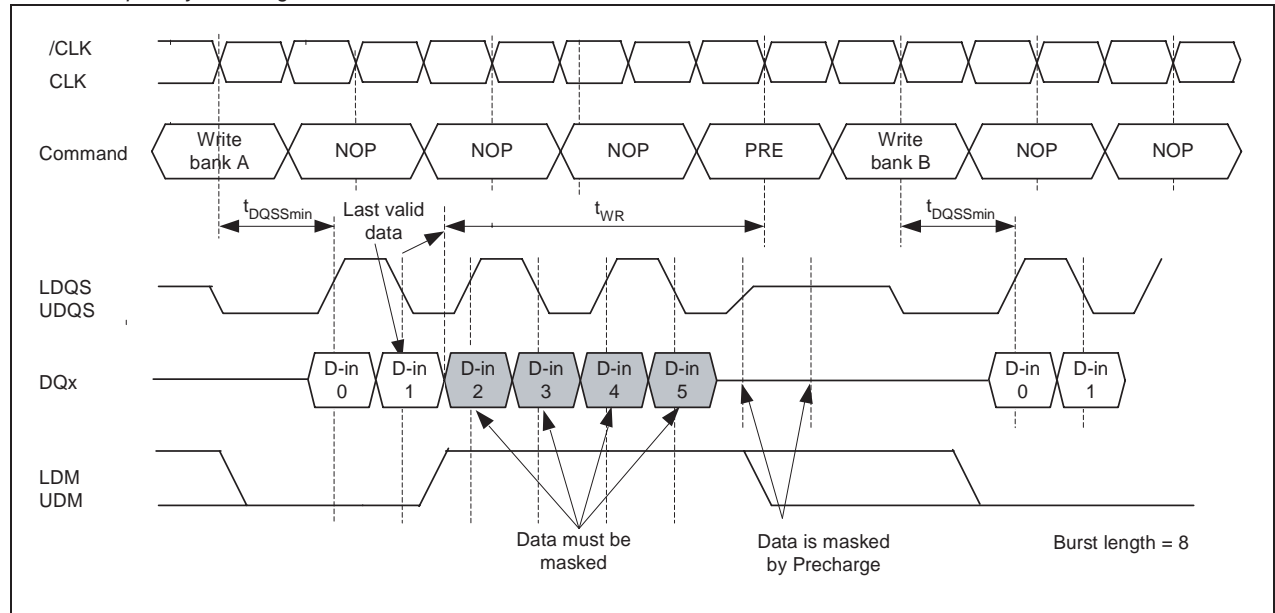 /CLK
CLK
Command
Write
bank A
NOP
NOP
NOP
PRE
Write
bank B
NOP
NOP
tDQSSmin
Last valid
data
tWR
tDQSSmin
LDQS
UDQS
DQx
D-in
0
D-in
1
D-in
2
D-in
3
D-in
4
D-in
5
D-in
0
D-in
1
LDM
UDM
Data must be
masked
Data is masked
by Precharge
Burst length = 8